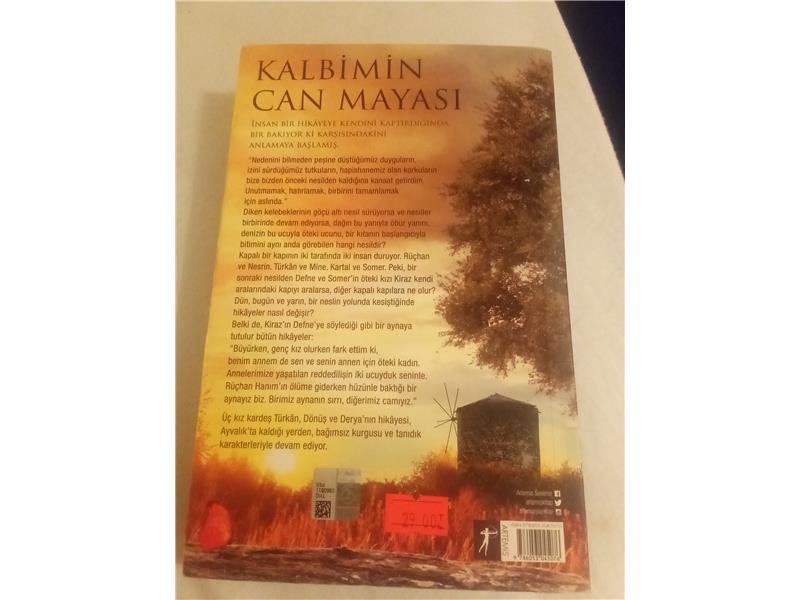 KALBİMİN
CAN MAYASI
İNSAN BİR HİKÂYEYE KENDİNİ KAPTIRDIĞINDA,
BİR BAKIYOR Kİ KARŞISINDAKİNİ
ANLAMAYA BAŞLAMIŞ.
"Nedenini bilmeden peşine düştüğümüz duyguların,
izini sürdüğümüz tutkuların, hapishanemiz olan korkuların
bize bizden önceki nesilden kaldığına kanaat getirdim.
Unutmamak, hatırlamak, birbirini tamamlamak
için aslında."
Diken kelebeklerinin göçü altı nesil sürüyorsa ve nesiller
birbirinde devam ediyorsa, dağın bu yanıyla öbür yanını,
denizin bu ucuyla öteki ucunu, bir kıtanın başlangıcıyla
bitimini aynı anda görebilen hangi nesildir?
Kapalı bir kapının iki tarafında iki insan duruyor. Rüçhan
ve Nesrin. Türkân ve Mine. Kartal ve Somer. Peki, bir
sonraki nesilden Defne ve Somer'in öteki kızı Kiraz kendi
aralarındaki kapıyı aralarsa, diğer kapalı kapılara ne olur?
Dün, bugün ve yarın, bir neslin yolunda kesiştiğinde
hikâyeler nasıl değişir?
Belki de, Kiraz'ın Defne'ye söylediği gibi bir aynaya
tutulur bütün hikâyeler:
"Büyürken, genç kız olurken fark ettim ki,
benim annem de sen ve senin annen için öteki kadın.
Annelerimize yaşatılan reddedilişin iki ucuyduk seninle.
Rüçhan Hanım'ın ölüme giderken hüzünle baktığı bir
aynayız biz. Birimiz aynanın sırrı, diğerimiz camıyız."
Üç kız kardeş Türkân, Dönüş ve Derya'nın hikâyesi,
Ayvalık'ta kaldığı yerden, bağımsız kurgusu ve tanıdık
karakterleriyle devam ediyor.
29.00
ARTEMİS